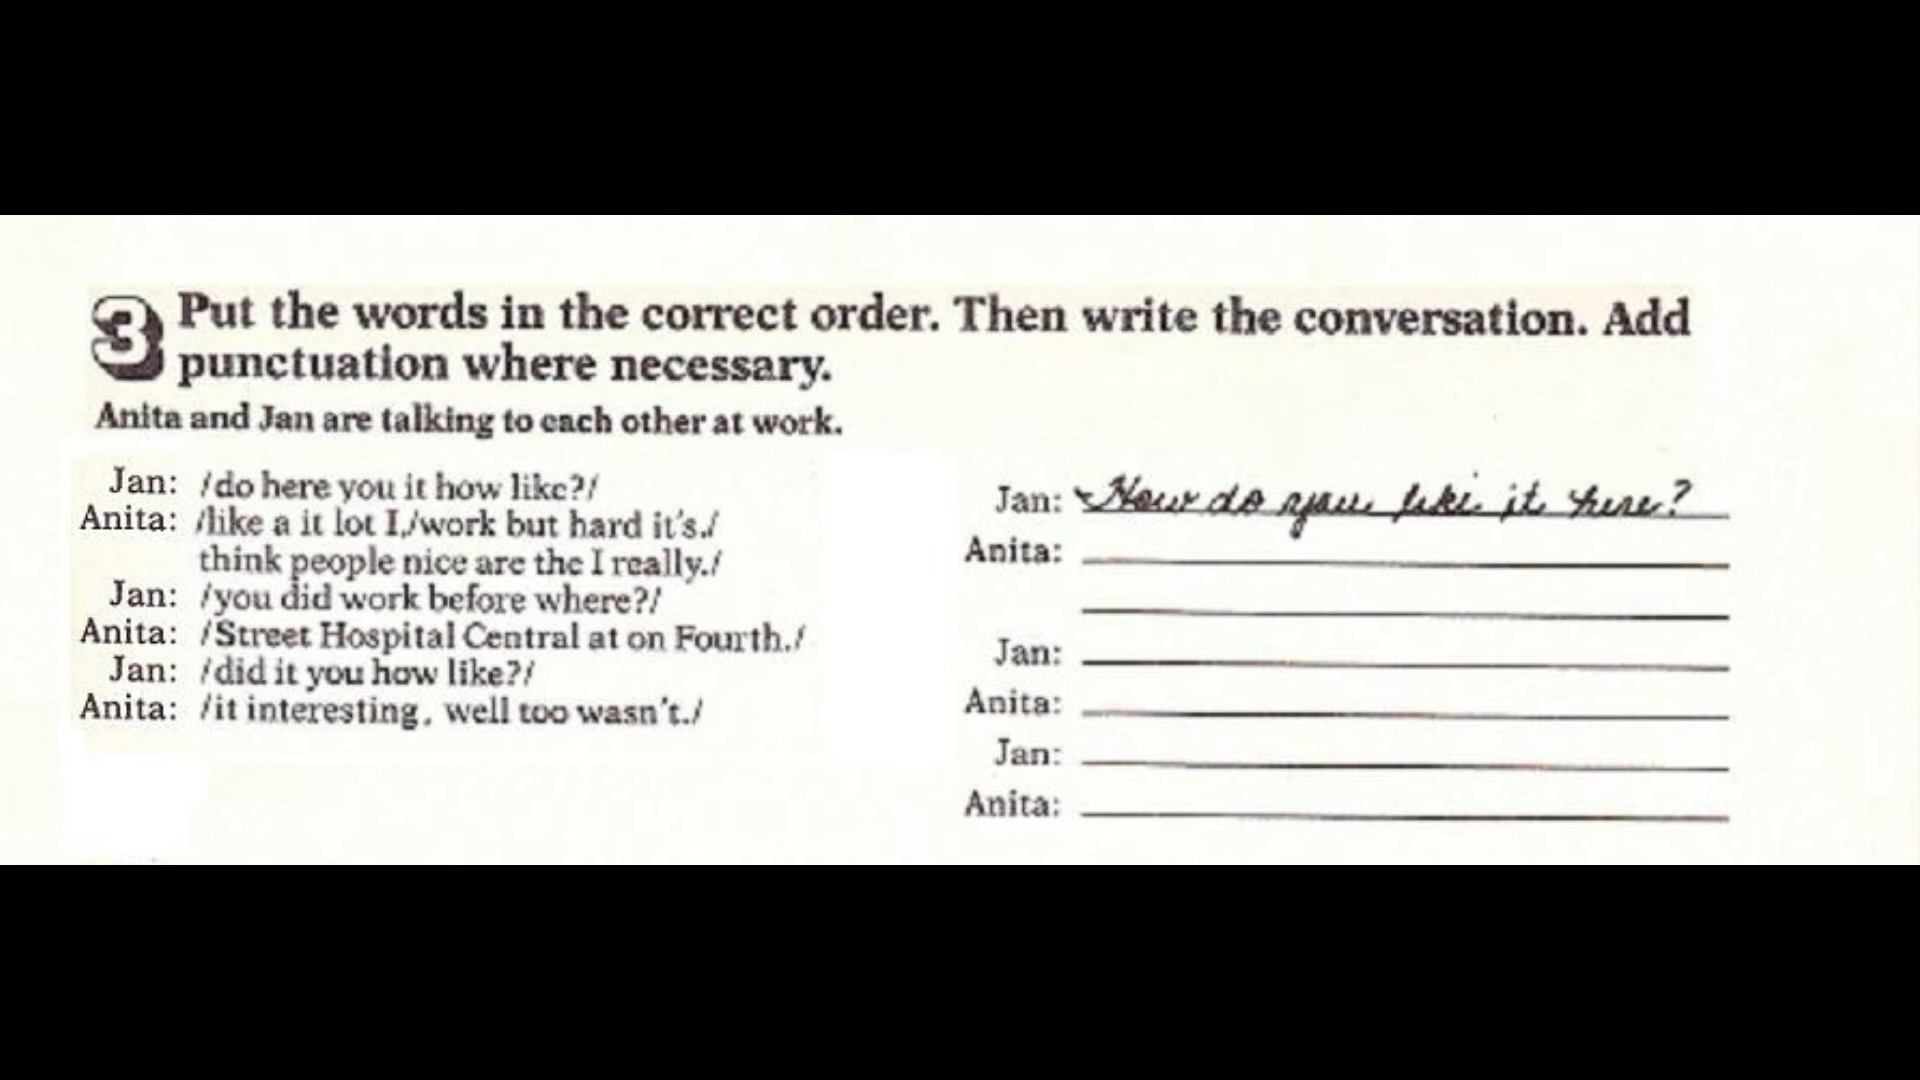 3 Put the words in the correct order. Then write the conversation. Add
punctuation where necessary.
Anita and Jan are talking to each other at work.
Jan: /do here you it how like?/
Anita: /like a it lot I,/work but hard it's./
think people nice are the I really./
Jan: /you did work before where?/
Anita: /Street Hospital Central at on Fourth./
Jan: /did it you how like?/
Anita: /it interesting, well too wasn't./
Jan: How do you like it here?
Anita:
Jan:
Anita:
Jan:
Anita: